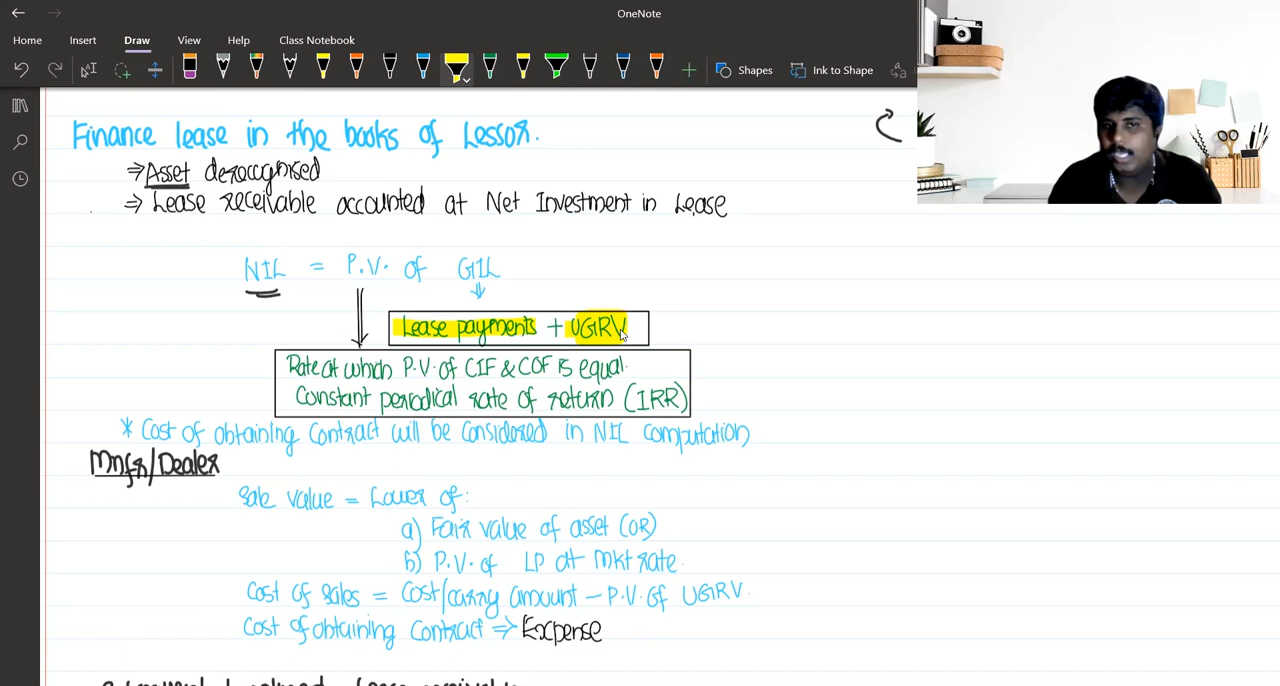 OneNote
Home Insert Draw View Help Class Notebook
Shapes Ink to Shape
Finance lease in the books of Lessor.
⇒ Asset derecognised
⇒ Lease receivable accounted at Net Investment in Lease
NIL = P.V. of GIL
Lease payments + UGRV
Rate at which P.V. of CIF & COF is equal.
Constant periodical rate of return (IRR)
* Cost of obtaining contract will be considered in NIL computation
Mnfr/Dealer
Sale value = Lower of:
a) Fair value of asset (OR)
b) P.V. of LP at mkt rate.
Cost of Sales = Cost/carry amount - P.V. of UGRV.
Cost of obtaining contract ⇒ Expense